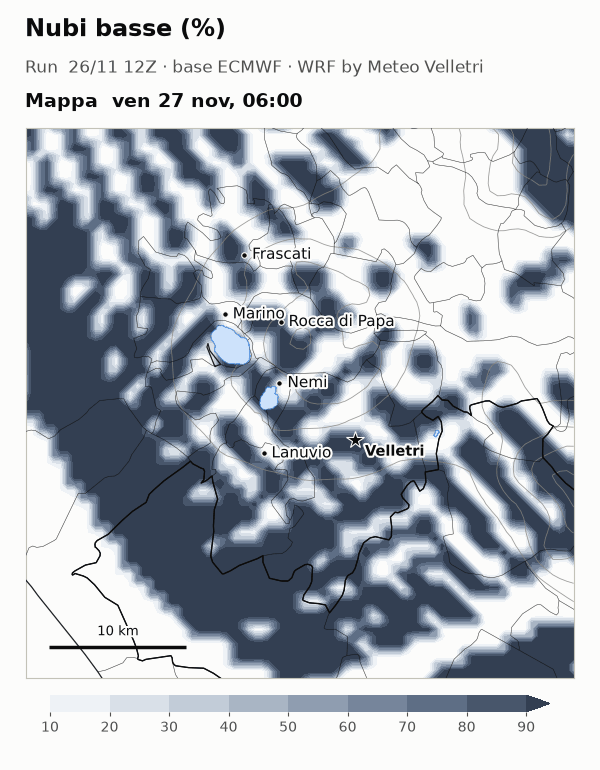 Nubi basse (%)
Run  26/11 12Z · base ECMWF · WRF by Meteo Velletri
Mappa  ven 27 nov, 06:00
Frascati
Marino
Rocca di Papa
Nemi
Velletri
Lanuvio
10 km
10 20 30 40 50 60 70 80 90